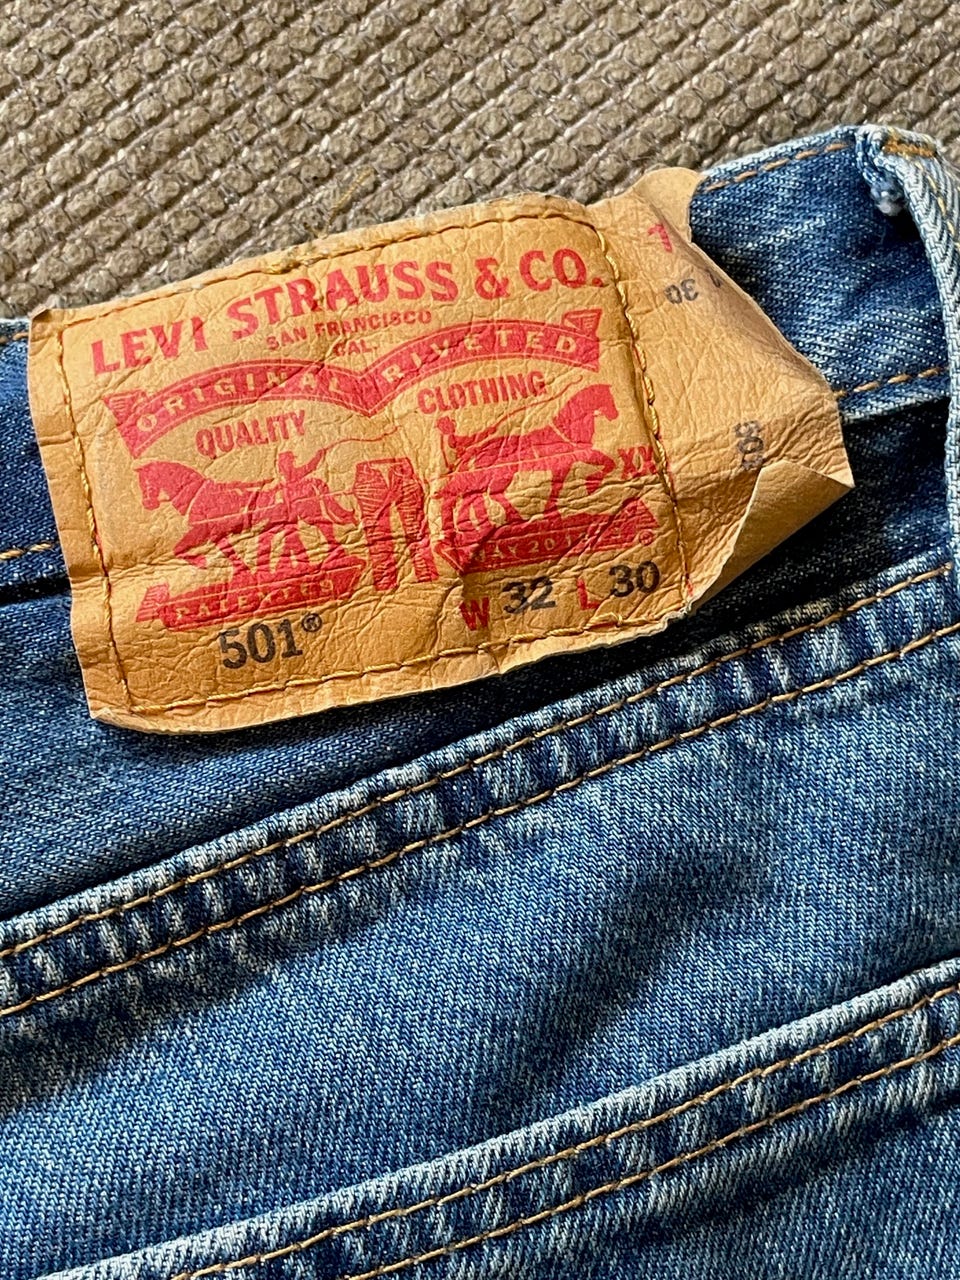 LEVI STRAUSS & CO.
SAN FRANCISCO
CAL.
ORIGINAL RIVETED
QUALITY CLOTHING
XX
501®
W 32 L 30